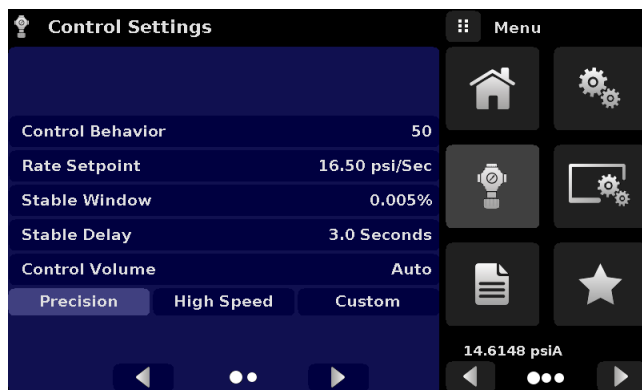 Control Settings
Menu
Control Behavior 50
Rate Setpoint 16.50 psi/Sec
Stable Window 0.005%
Stable Delay 3.0 Seconds
Control Volume Auto
Precision High Speed Custom
14.6148 psiA